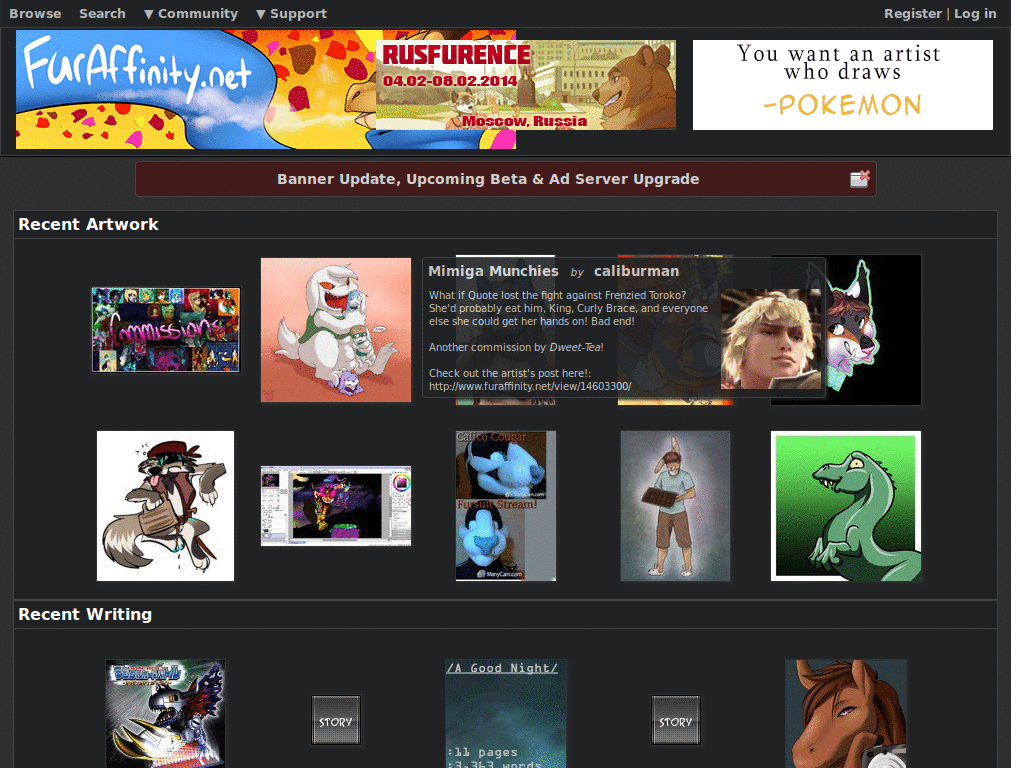 Browse Search ▼ Community ▼ Support Register | Log in
FurAffinity.net
RUSFURENCE
04.02-08.02.2014
Moscow, Russia
You want an artist
who draws
-POKEMON
Banner Update, Upcoming Beta & Ad Server Upgrade
Recent Artwork
Commissions
Mimiga Munchies by caliburman
What if Quote lost the fight against Frenzied Toroko?
She'd probably eat him, King, Curly Brace, and everyone
else she could get her hands on! Bad end!
Another commission by Dweet-Tea!
Check out the artist's post here!:
http://www.furaffinity.net/view/14603300/
Calico Cougar
ManyCam.com
Fursuit Stream!
ManyCam.com
Recent Writing
STORY
/A Good Night/
:11 pages
:3,363 words
STORY